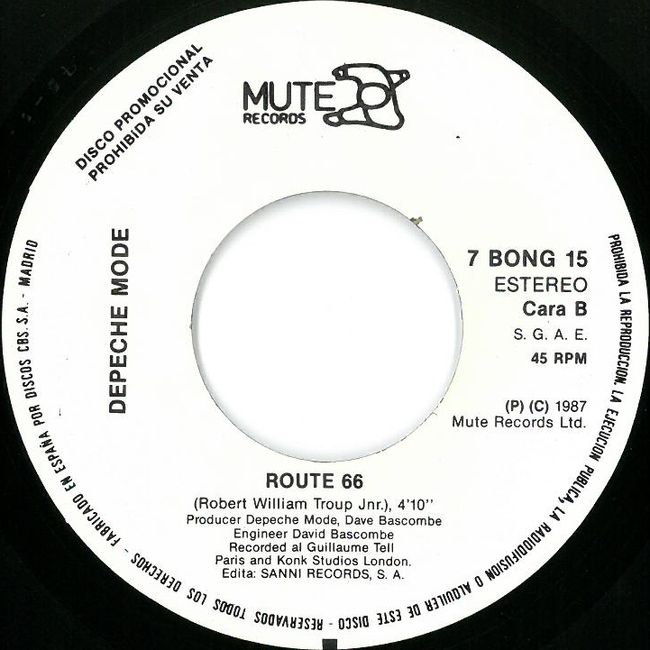 DISCO PROMOCIONAL
PROHIBIDA SU VENTA
MUTE
RECORDS
DEPECHE MODE
7 BONG 15
ESTEREO
Cara B
S. G. A. E.
45 RPM
(P) (C) 1987
Mute Records Ltd.
ROUTE 66
(Robert William Troup Jnr.), 4'10''
Producer Depeche Mode, Dave Bascombe
Engineer David Bascombe
Recorded al Guillaume Tell
Paris and Konk Studios London.
Edita: SANNI RECORDS, S. A.
PROHIBIDA LA REPRODUCCION, LA EJECUCION PUBLICA, LA RADIODIFUSION O ALQUILER DE ESTE DISCO - RESERVADOS TODOS LOS DERECHOS - FABRICADO EN ESPAÑA POR DISCOS CBS. S.A. - MADRID